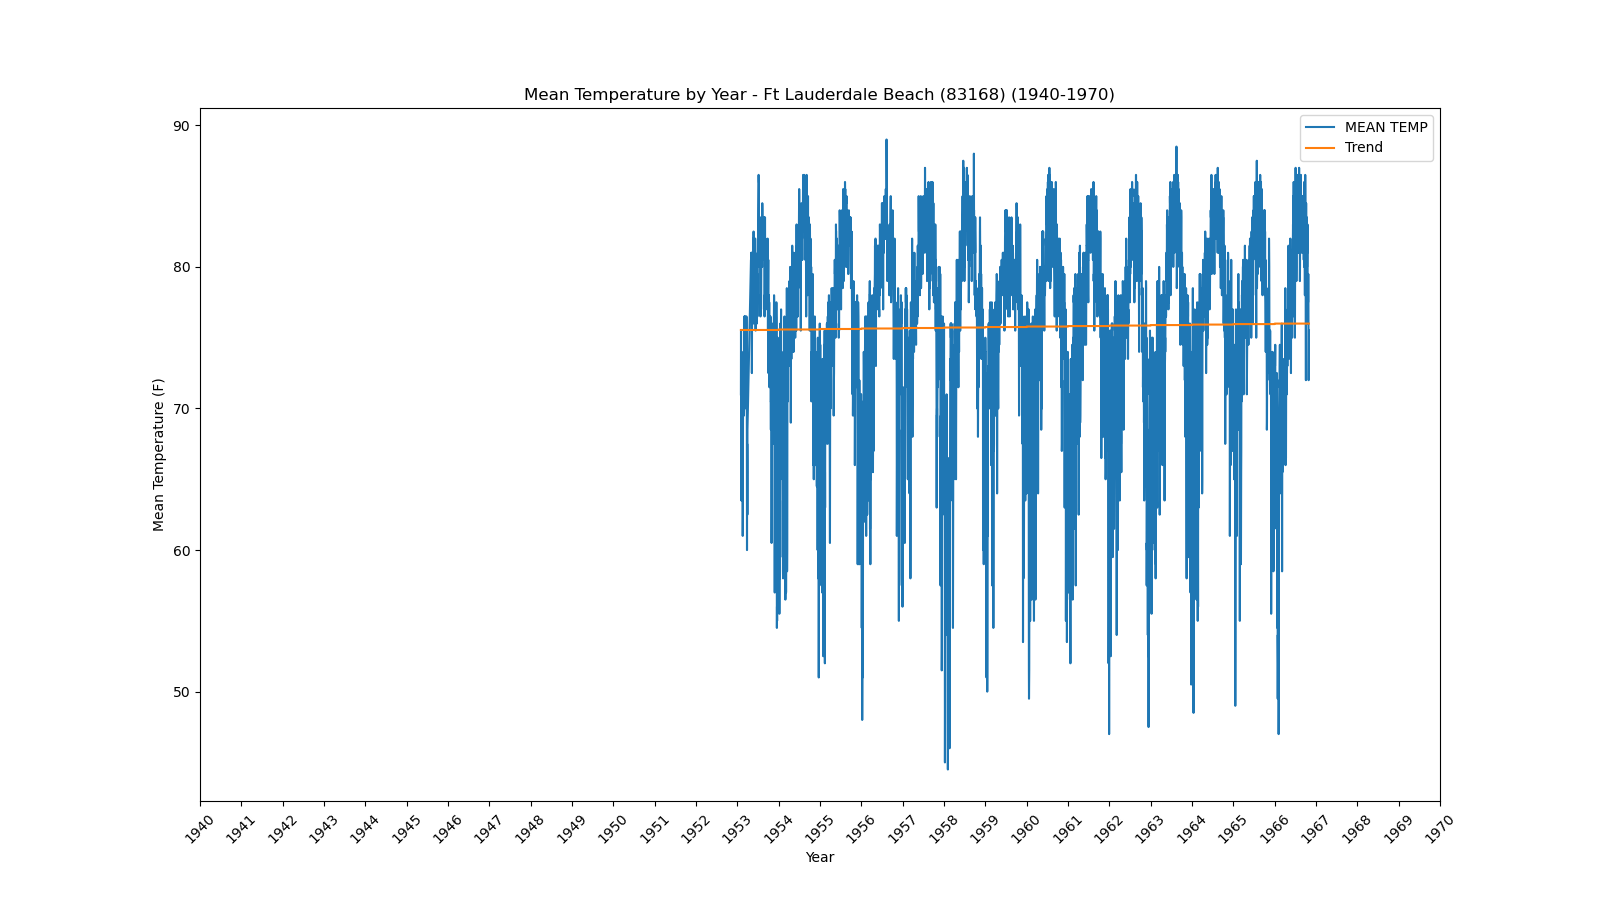 Mean Temperature by Year - Ft Lauderdale Beach (83168) (1940-1970)
MEAN TEMP
Trend
90
80
70
60
50
Mean Temperature (F)
1940 1941 1942 1943 1944 1945 1946 1947 1948 1949 1950 1951 1952 1953 1954 1955 1956 1957 1958 1959 1960 1961 1962 1963 1964 1965 1966 1967 1968 1969 1970
Year